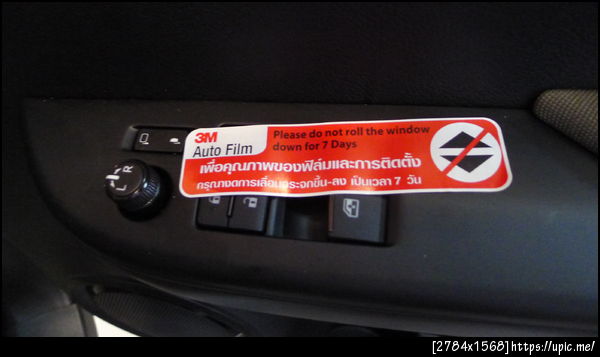 3M
Auto Film
Please do not roll the window
down for 7 Days
เพื่อคุณภาพของฟิล์มและการติดตั้ง
กรุณางดการเลื่อนกระจกขึ้น-ลง เป็นเวลา 7 วัน
L R
[2784x1568]https://upic.me/